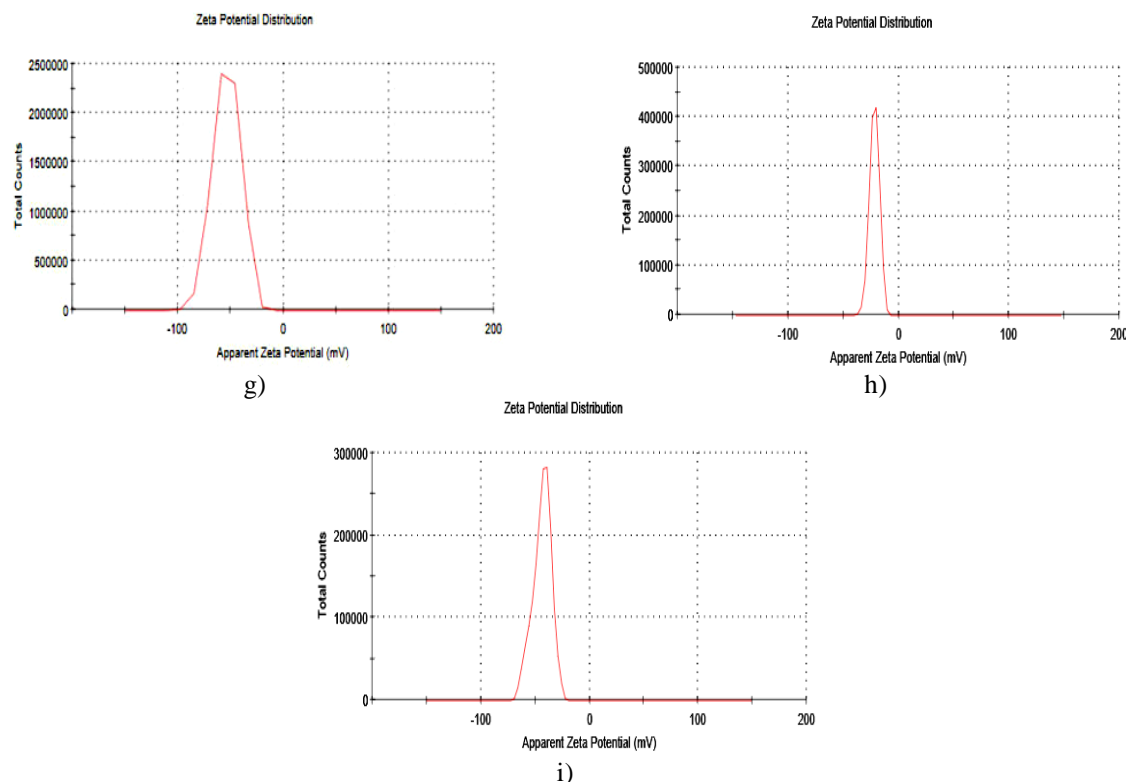 Zeta Potential Distribution
2500000
2000000
1500000
1000000
500000
0
Total Counts
-100 0 100 200
Apparent Zeta Potential (mV)
g)
Zeta Potential Distribution
500000
400000
300000
200000
100000
0
Total Counts
-100 0 100 200
Apparent Zeta Potential (mV)
h)
Zeta Potential Distribution
300000
200000
100000
0
Total Counts
-100 0 100 200
Apparent Zeta Potential (mV)
i)